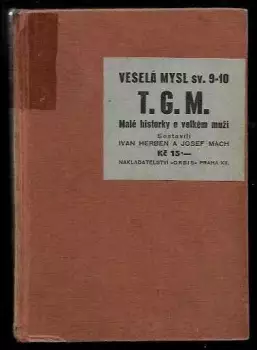 VESELÁ MYSL sv. 9-10
T. G. M.
Malé historky o velkém muži
Sestavili
IVAN HERBEN A JOSEF MACH
Kč 15·—
NAKLADATELSTVÍ »ORBIS« PRAHA XII.